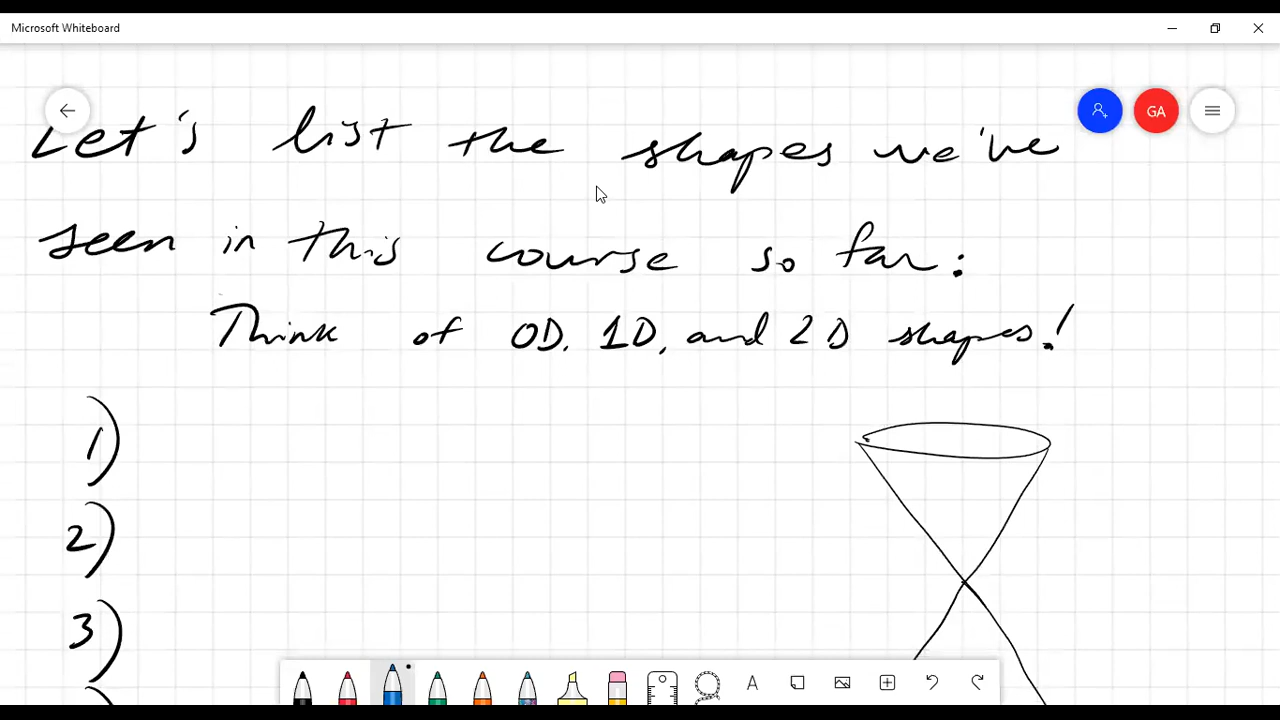 Microsoft Whiteboard
GA
Let's list the shapes we've
seen in this course so far:
Think of 0D, 1D, and 2D shapes!
1)
2)
3)
A